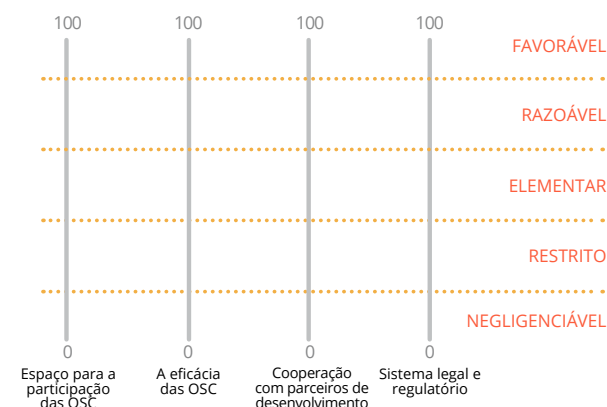 100 100 100 100
FAVORÁVEL
RAZOÁVEL
ELEMENTAR
RESTRITO
NEGLIGENCIÁVEL
0 0 0 0
Espaço para a
participação
das OSC
A eficácia
das OSC
Cooperação
com parceiros de
desenvolvimento
Sistema legal e
regulatório